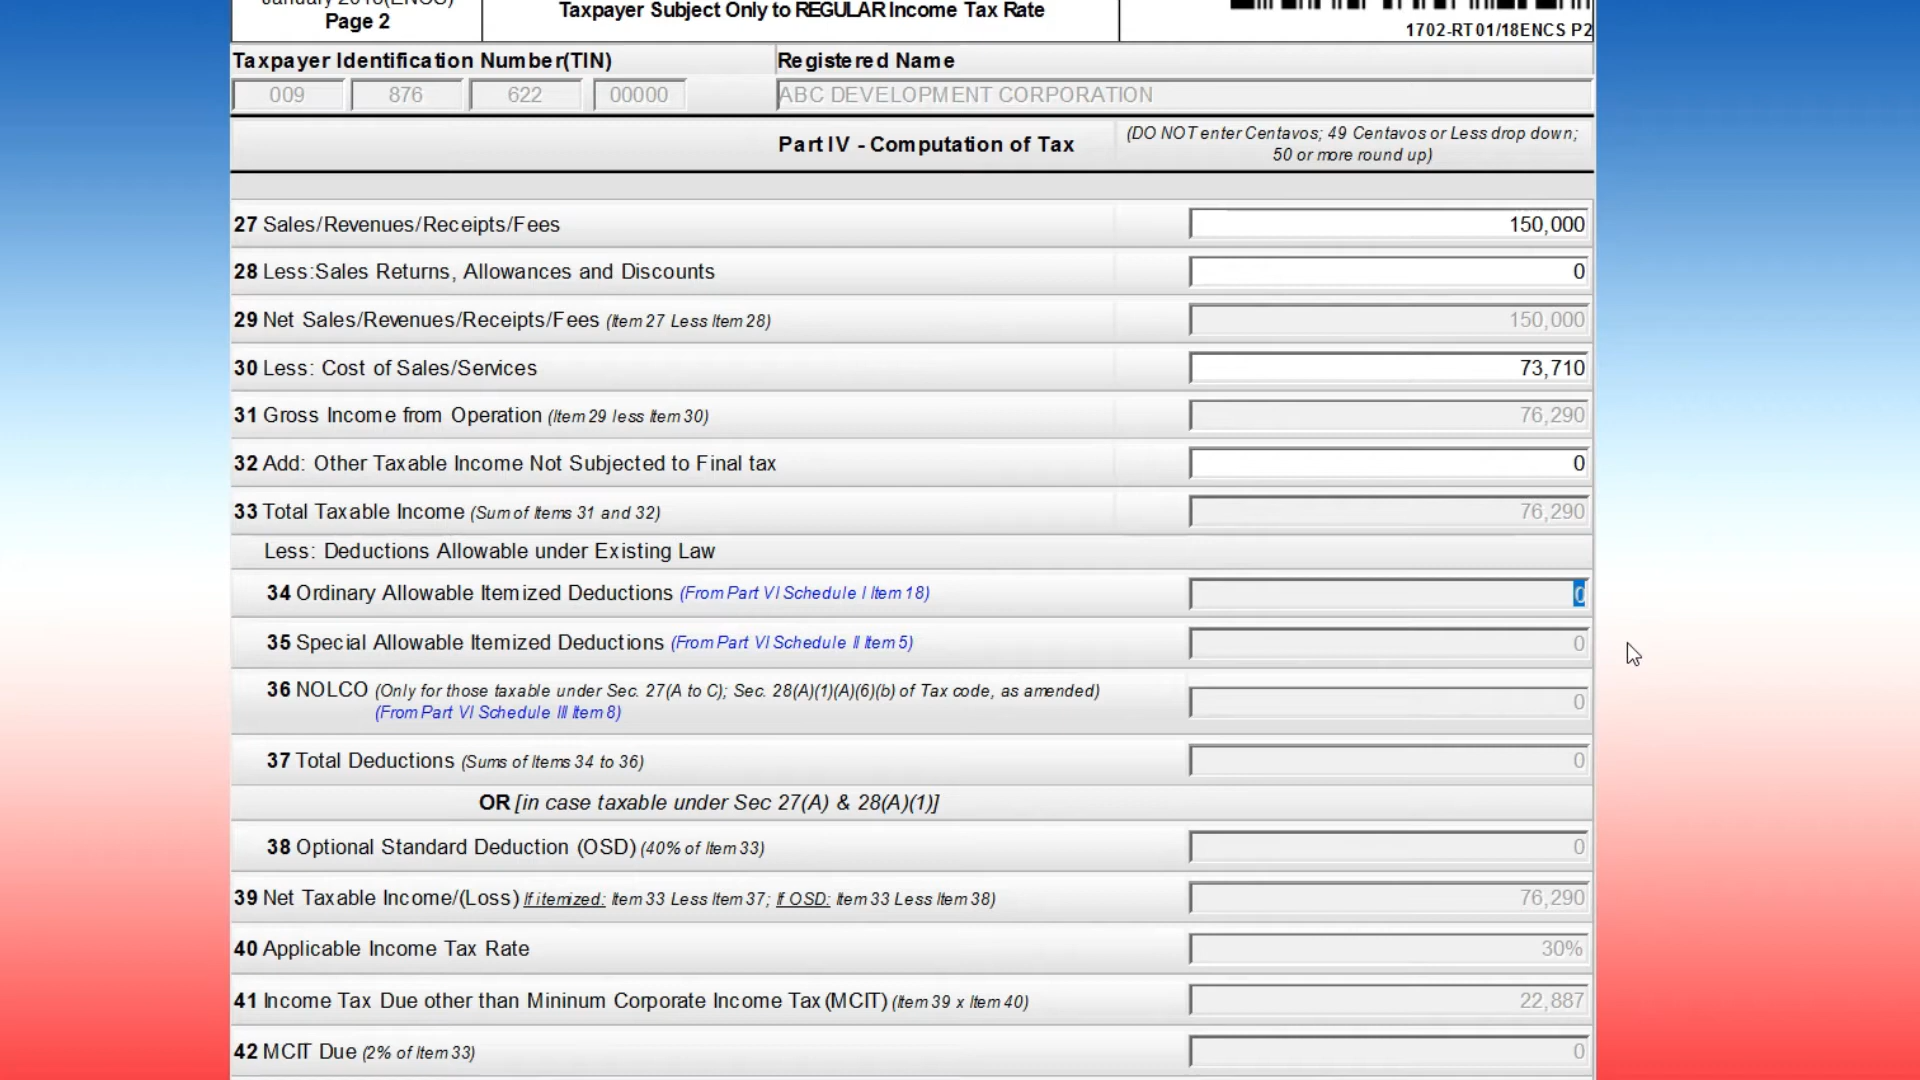 January 2018(ENCS)
Page 2
Taxpayer Subject Only to REGULAR Income Tax Rate
1702-RT01/18ENCS P2
Taxpayer Identification Number(TIN)
Registered Name
009 876 622 00000
ABC DEVELOPMENT CORPORATION
Part IV - Computation of Tax
(DO NOT enter Centavos; 49 Centavos or Less drop down;
50 or more round up)
27 Sales/Revenues/Receipts/Fees 150,000
28 Less:Sales Returns, Allowances and Discounts 0
29 Net Sales/Revenues/Receipts/Fees (Item 27 Less Item 28) 150,000
30 Less: Cost of Sales/Services 73,710
31 Gross Income from Operation (Item 29 less Item 30) 76,290
32 Add: Other Taxable Income Not Subjected to Final tax 0
33 Total Taxable Income (Sum of Items 31 and 32) 76,290
Less: Deductions Allowable under Existing Law
34 Ordinary Allowable Itemized Deductions (From Part VI Schedule I Item 18) 0
35 Special Allowable Itemized Deductions (From Part VI Schedule II Item 5) 0
36 NOLCO (Only for those taxable under Sec. 27(A to C); Sec. 28(A)(1)(A)(6)(b) of Tax code, as amended) 0
(From Part VI Schedule III Item 8)
37 Total Deductions (Sums of Items 34 to 36) 0
OR [in case taxable under Sec 27(A) & 28(A)(1)]
38 Optional Standard Deduction (OSD) (40% of Item 33) 0
39 Net Taxable Income/(Loss) If itemized: Item 33 Less Item 37; If OSD: Item 33 Less Item 38) 76,290
40 Applicable Income Tax Rate 30%
41 Income Tax Due other than Mininum Corporate Income Tax (MCIT) (Item 39 x Item 40) 22,887
42 MCIT Due (2% of Item 33) 0